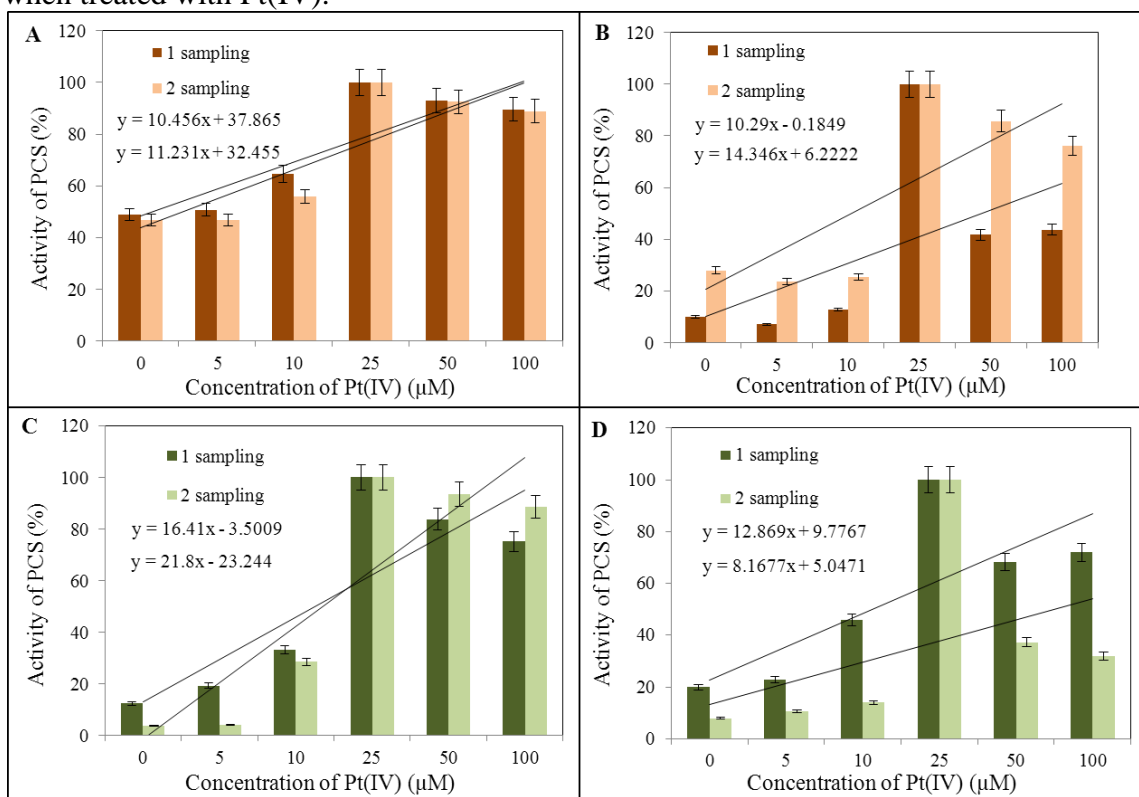 when treated with Pt(IV).
A
120
100
80
60
40
20
0
Activity of PCS (%)
1 sampling
2 sampling
y = 10.456x + 37.865
y = 11.231x + 32.455
0 5 10 25 50 100
Concentration of Pt(IV) (μM)
B
120
100
80
60
40
20
0
Activity of PCS (%)
1 sampling
2 sampling
y = 10.29x - 0.1849
y = 14.346x + 6.2222
0 5 10 25 50 100
Concentration of Pt(IV) (μM)
C
120
100
80
60
40
20
0
Activity of PCS (%)
1 sampling
2 sampling
y = 16.41x - 3.5009
y = 21.8x - 23.244
0 5 10 25 50 100
Concentration of Pt(IV) (μM)
D
120
100
80
60
40
20
0
Activity of PCS (%)
1 sampling
2 sampling
y = 12.869x + 9.7767
y = 8.1677x + 5.0471
0 5 10 25 50 100
Concentration of Pt(IV) (μM)